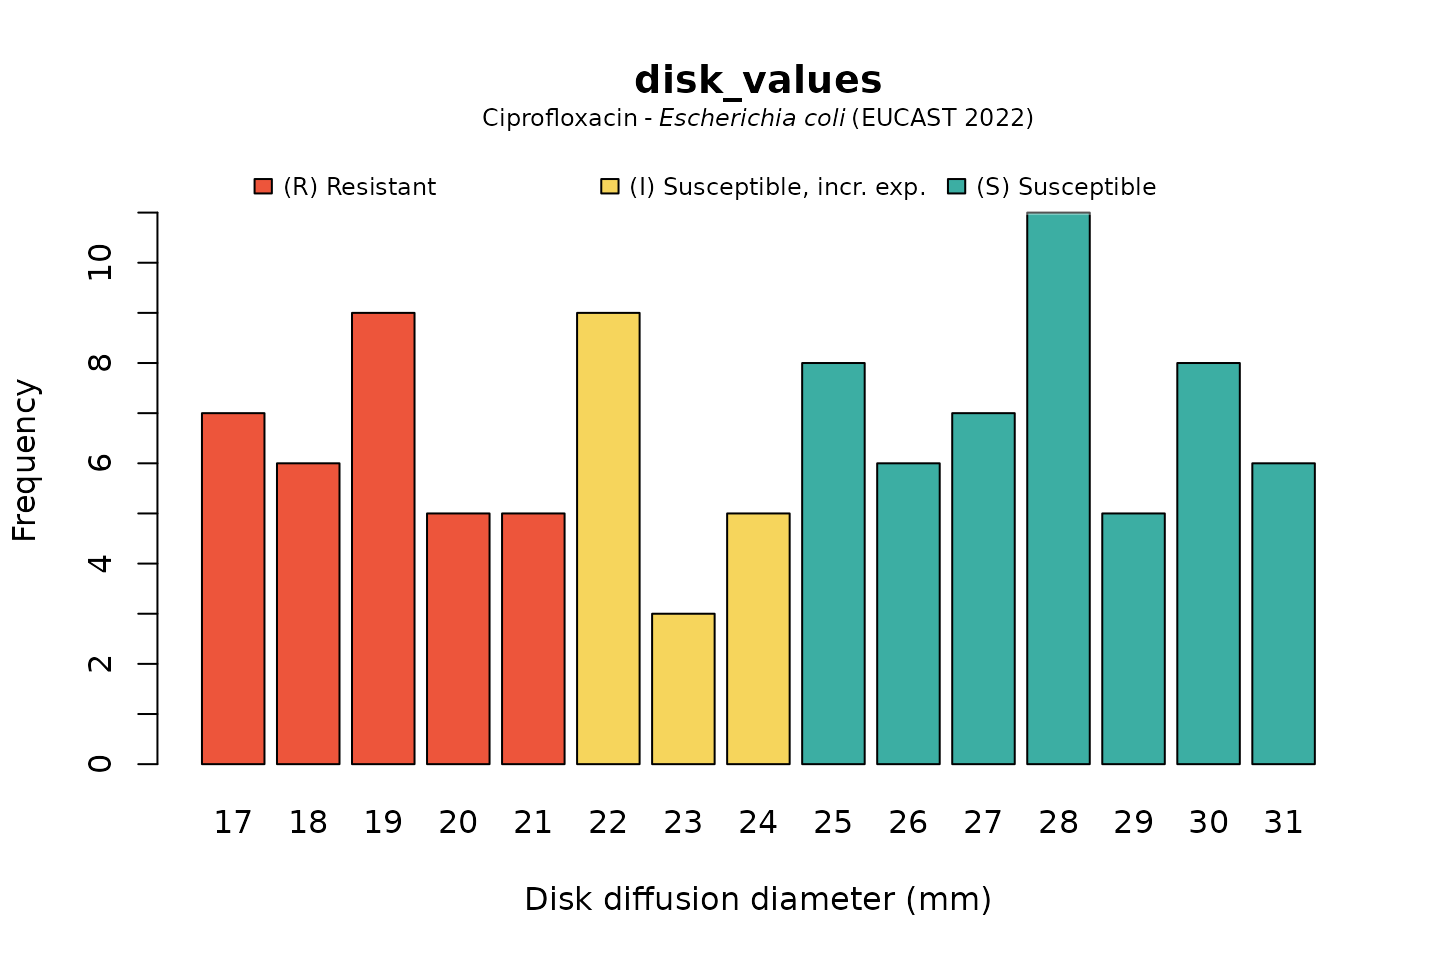 disk_values
Ciprofloxacin - Escherichia coli (EUCAST 2022)
(R) Resistant (I) Susceptible, incr. exp. (S) Susceptible
10
8
6
4
2
0
Frequency
17 18 19 20 21 22 23 24 25 26 27 28 29 30 31
Disk diffusion diameter (mm)